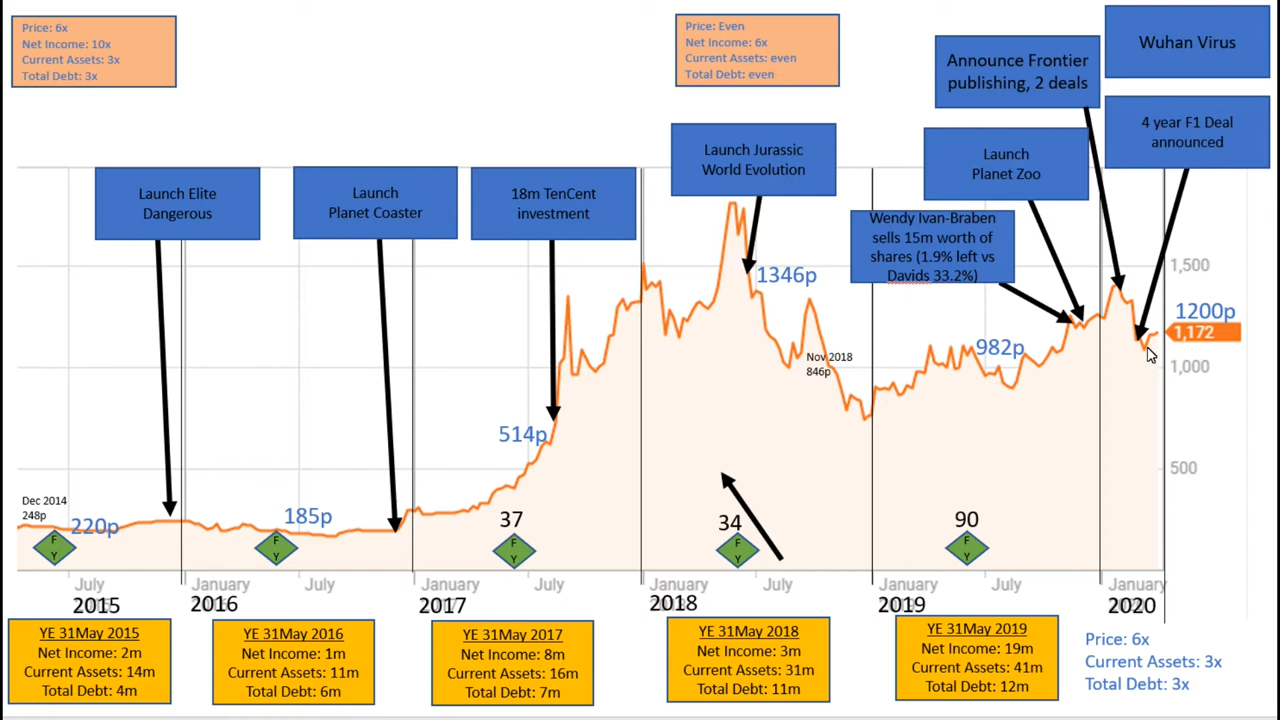 Price: 6x
Net Income: 10x
Current Assets: 3x
Total Debt: 3x
Price: Even
Net Income: 6x
Current Assets: even
Total Debt: even
Announce Frontier
publishing, 2 deals
Wuhan Virus
4 year F1 Deal
announced
Launch Elite
Dangerous
Launch
Planet Coaster
18m TenCent
investment
Launch Jurassic
World Evolution
Launch
Planet Zoo
Wendy Ivan-Braben
sells 15m worth of
shares (1.9% left vs
Davids 33.2%)
1,500
1346p
1200p
1,172
982p
Nov 2018
846p
1,000
514p
500
Dec 2014
248p
220p
185p
37
34
90
F
Y
F
Y
F
Y
F
Y
F
Y
July
January
July
January
July
January
July
January
July
January
2015
2016
2017
2018
2019
2020
YE 31May 2015
Net Income: 2m
Current Assets: 14m
Total Debt: 4m
YE 31May 2016
Net Income: 1m
Current Assets: 11m
Total Debt: 6m
YE 31May 2017
Net Income: 8m
Current Assets: 16m
Total Debt: 7m
YE 31May 2018
Net Income: 3m
Current Assets: 31m
Total Debt: 11m
YE 31May 2019
Net Income: 19m
Current Assets: 41m
Total Debt: 12m
Price: 6x
Current Assets: 3x
Total Debt: 3x